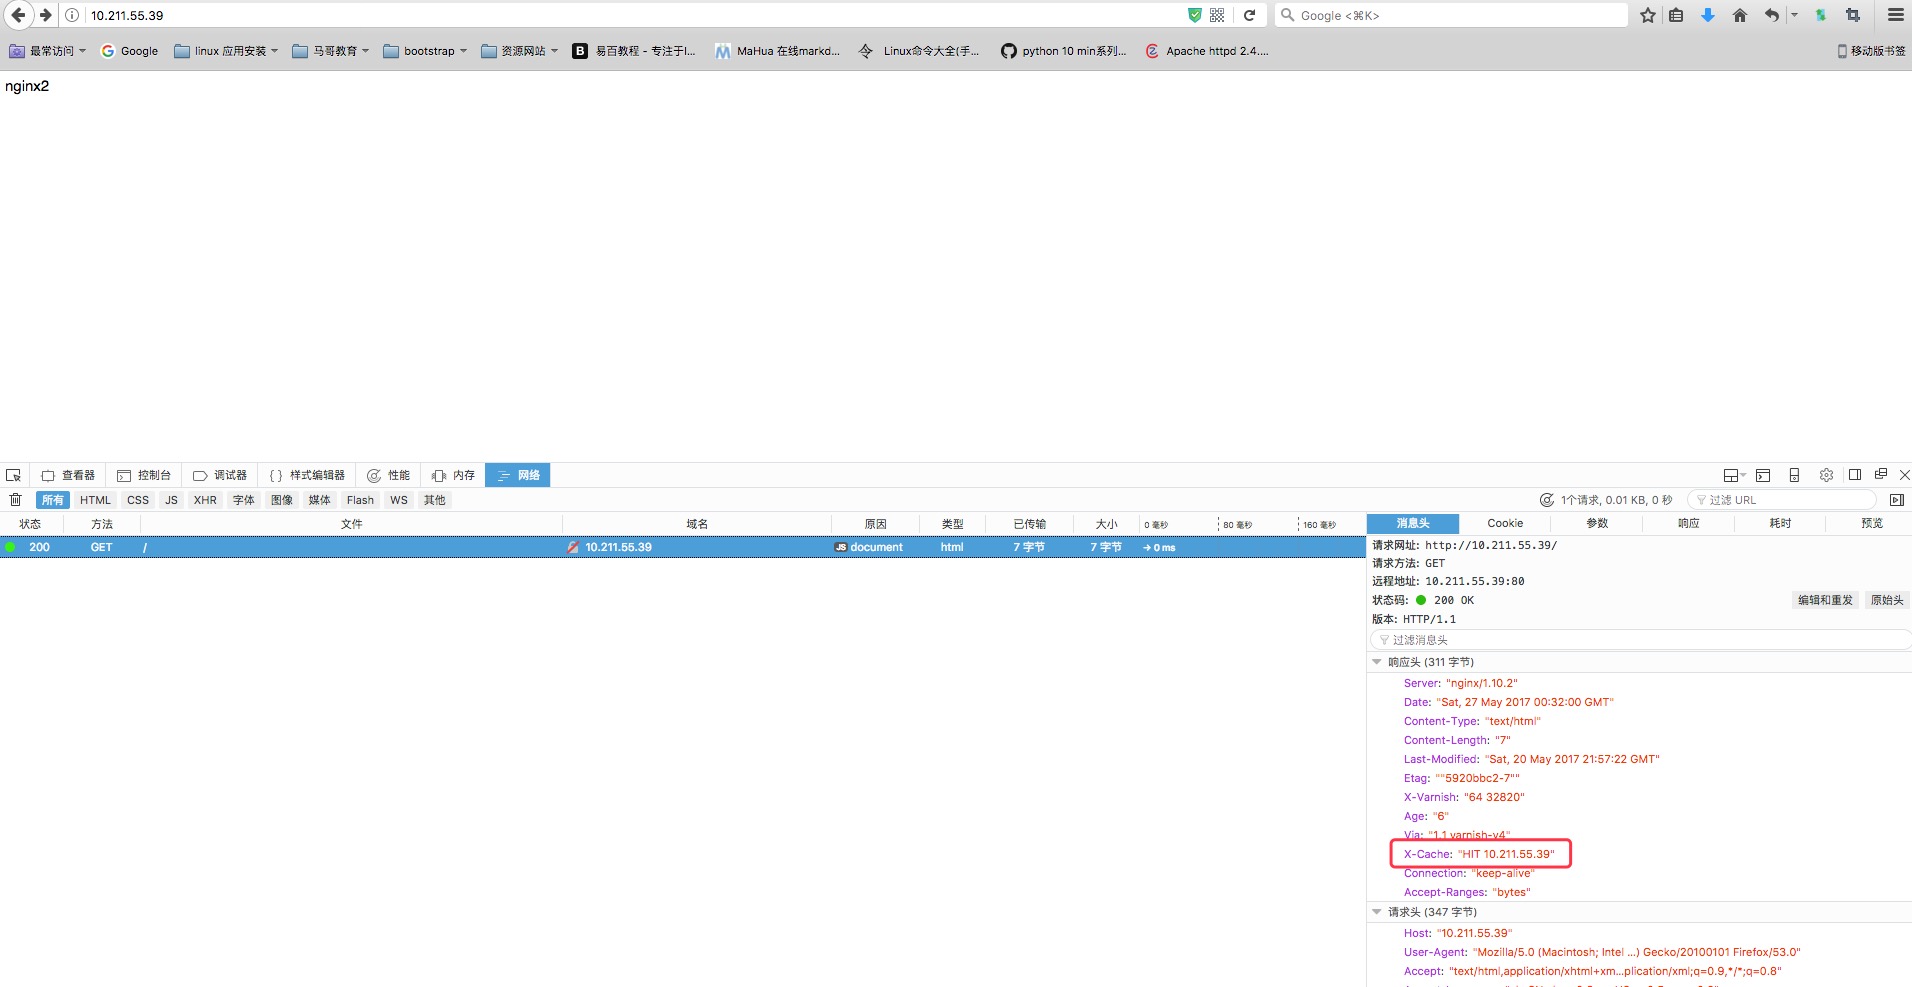 10.211.55.39
Google <⌘K>
最常访问
Google
linux 应用安装
马哥教育
bootstrap
资源网站
易百教程 - 专注于I...
MaHua 在线markd...
Linux命令大全(手...
python 10 min系列...
Apache httpd 2.4....
移动版书签
nginx2
查看器
控制台
调试器
{ } 样式编辑器
性能
内存
网络
所有 HTML CSS JS XHR 字体 图像 媒体 Flash WS 其他
1个请求, 0.01 KB, 0 秒
过滤 URL
状态 方法 文件 域名 原因 类型 已传输 大小 0 毫秒 80 毫秒 160 毫秒
200 GET / 10.211.55.39 JS document html 7 字节 7 字节 → 0 ms
消息头 Cookie 参数 响应 耗时 预览
请求网址: http://10.211.55.39/
请求方法: GET
远程地址: 10.211.55.39:80
状态码: 200 OK
编辑和重发 原始头
版本: HTTP/1.1
过滤消息头
响应头 (311 字节)
Server: "nginx/1.10.2"
Date: "Sat, 27 May 2017 00:32:00 GMT"
Content-Type: "text/html"
Content-Length: "7"
Last-Modified: "Sat, 20 May 2017 21:57:22 GMT"
Etag: ""5920bbc2-7""
X-Varnish: "64 32820"
Age: "6"
Via: "1.1 varnish-v4"
X-Cache: "HIT 10.211.55.39"
Connection: "keep-alive"
Accept-Ranges: "bytes"
请求头 (347 字节)
Host: "10.211.55.39"
User-Agent: "Mozilla/5.0 (Macintosh; Intel ...) Gecko/20100101 Firefox/53.0"
Accept: "text/html,application/xhtml+xm...plication/xml;q=0.9,*/*;q=0.8"